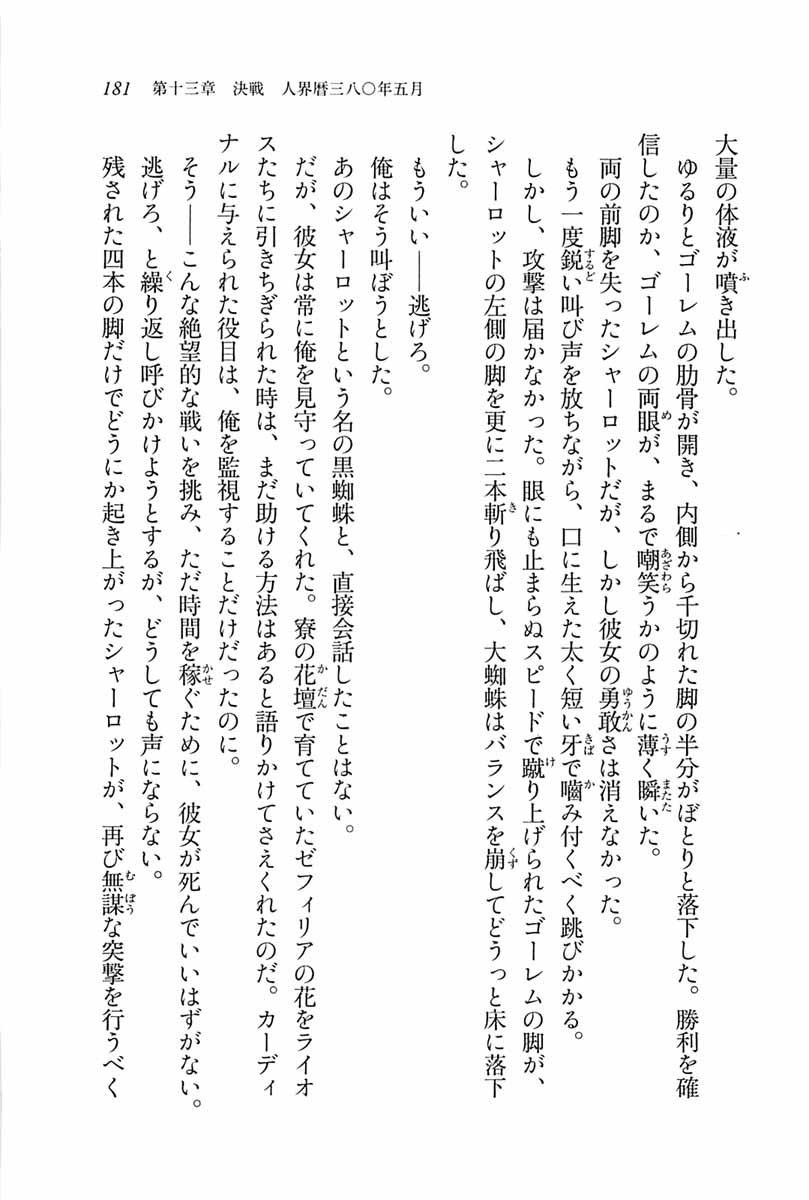 181 第十三章 決戦 人界暦三八〇年五月
大量の体液が噴き出した。
ゆるりとゴーレムの肋骨が開き、内側から千切れた脚の半分がぼとりと落下した。勝利を確
信したのか、ゴーレムの両眼が、まるで嘲笑うかのように薄く瞬いた。
両の前脚を失ったシャーロットだが、しかし彼女の勇敢さは消えなかった。
もう一度鋭い叫び声を放ちながら、口に生えた太く短い牙で嚙み付くべく跳びかかる。
しかし、攻撃は届かなかった。眼にも止まらぬスピードで蹴り上げられたゴーレムの脚が、
シャーロットの左側の脚を更に二本斬り飛ばし、大蜘蛛はバランスを崩してどうっと床に落下
した。
もういい——逃げろ。
俺はそう叫ぼうとした。
あのシャーロットという名の黒蜘蛛と、直接会話したことはない。
だが、彼女は常に俺を見守っていてくれた。寮の花壇で育てていたゼフィリアの花をライオ
スたちに引きちぎられた時は、まだ助ける方法はあると語りかけてさえくれたのだ。カーディ
ナルに与えられた役目は、俺を監視することだけだったのに。
そう——こんな絶望的な戦いを挑み、ただ時間を稼ぐために、彼女が死んでいいはずがない。
逃げろ、と繰り返し呼びかけようとするが、どうしても声にならない。
残された四本の脚だけでどうにか起き上がったシャーロットが、再び無謀な突撃を行うべく